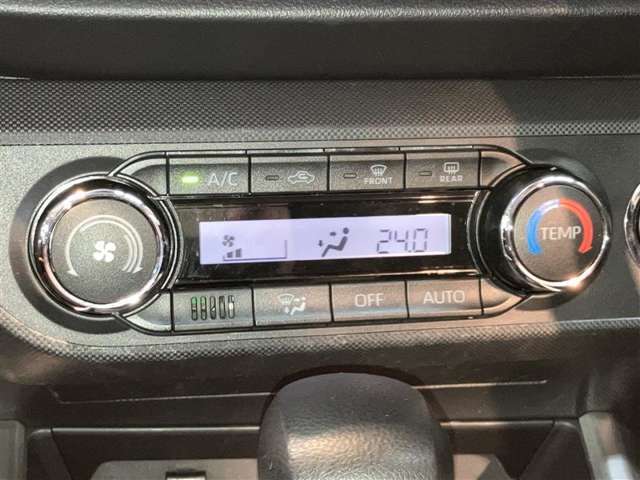 A/C
FRONT
REAR
24.0
TEMP
OFF
AUTO